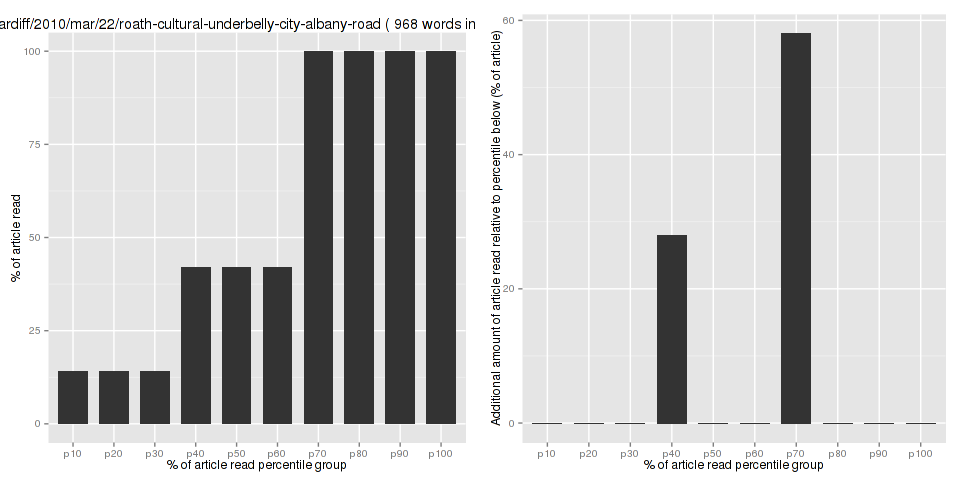 ardiff/2010/mar/22/roath-cultural-underbelly-city-albany-road ( 968 words in
% of article read
100
75
50
25
0
p10 p20 p30 p40 p50 p60 p70 p80 p90 p100
% of article read percentile group
Additional amount of article read relative to percentile below (% of article)
60
40
20
0
p10 p20 p30 p40 p50 p60 p70 p80 p90 p100
% of article read percentile group